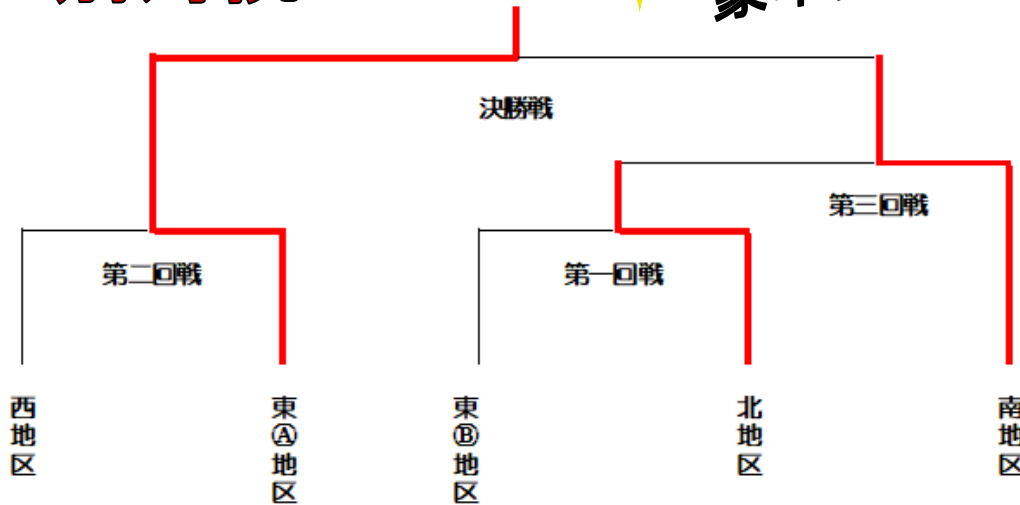 決勝戦
第三回戦
第二回戦
第一回戦
西地区
東Ⓐ地区
東Ⓑ地区
北地区
南地区